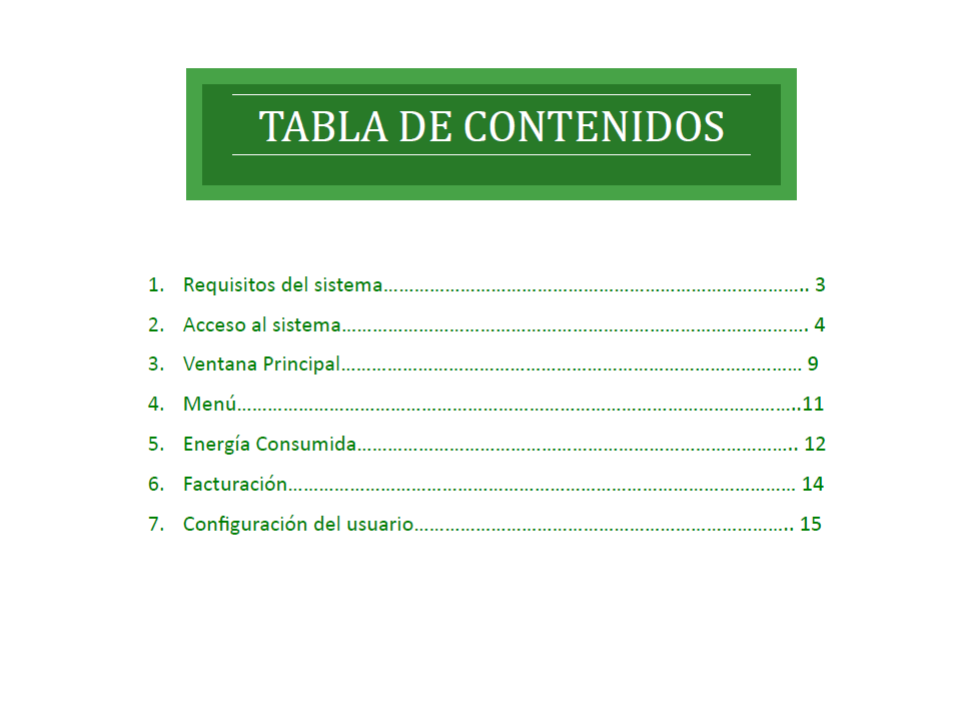 TABLA DE CONTENIDOS
1. Requisitos del sistema……………………………………………………………………….. 3
2. Acceso al sistema………………………………………………………………………………. 4
3. Ventana Principal……………………………………………………………………………… 9
4. Menú………………………………………………………………………………………………..11
5. Energía Consumida………………………………………………………………………….. 12
6. Facturación……………………………………………………………………………………… 14
7. Configuración del usuario……………………………………………………………….. 15